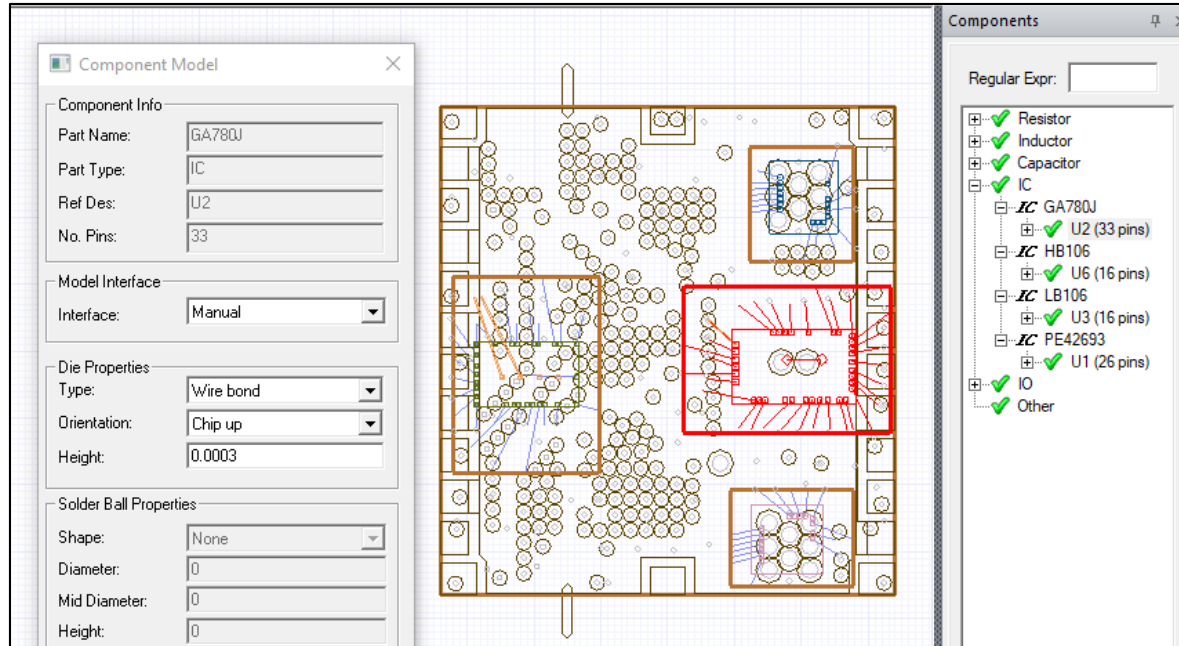 Component Model
Component Info
Part Name: GA780J
Part Type: IC
Ref Des: U2
No. Pins: 33
Model Interface
Interface: Manual
Die Properties
Type: Wire bond
Orientation: Chip up
Height: 0.0003
Solder Ball Properties
Shape: None
Diameter: 0
Mid Diameter: 0
Height: 0
Components
Regular Expr:
Resistor
Inductor
Capacitor
IC
IC GA780J
U2 (33 pins)
IC HB106
U6 (16 pins)
IC LB106
U3 (16 pins)
IC PE42693
U1 (26 pins)
IO
Other